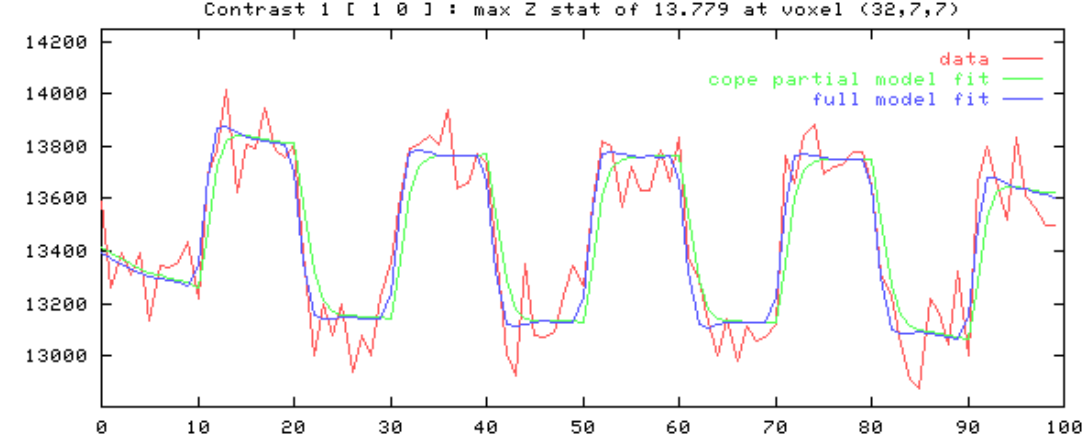 Contrast 1 [ 1 0 ] : max Z stat of 13.779 at voxel (32,7,7)
14200
14000
13800
13600
13400
13200
13000
data
cope partial model fit
full model fit
0 10 20 30 40 50 60 70 80 90 100